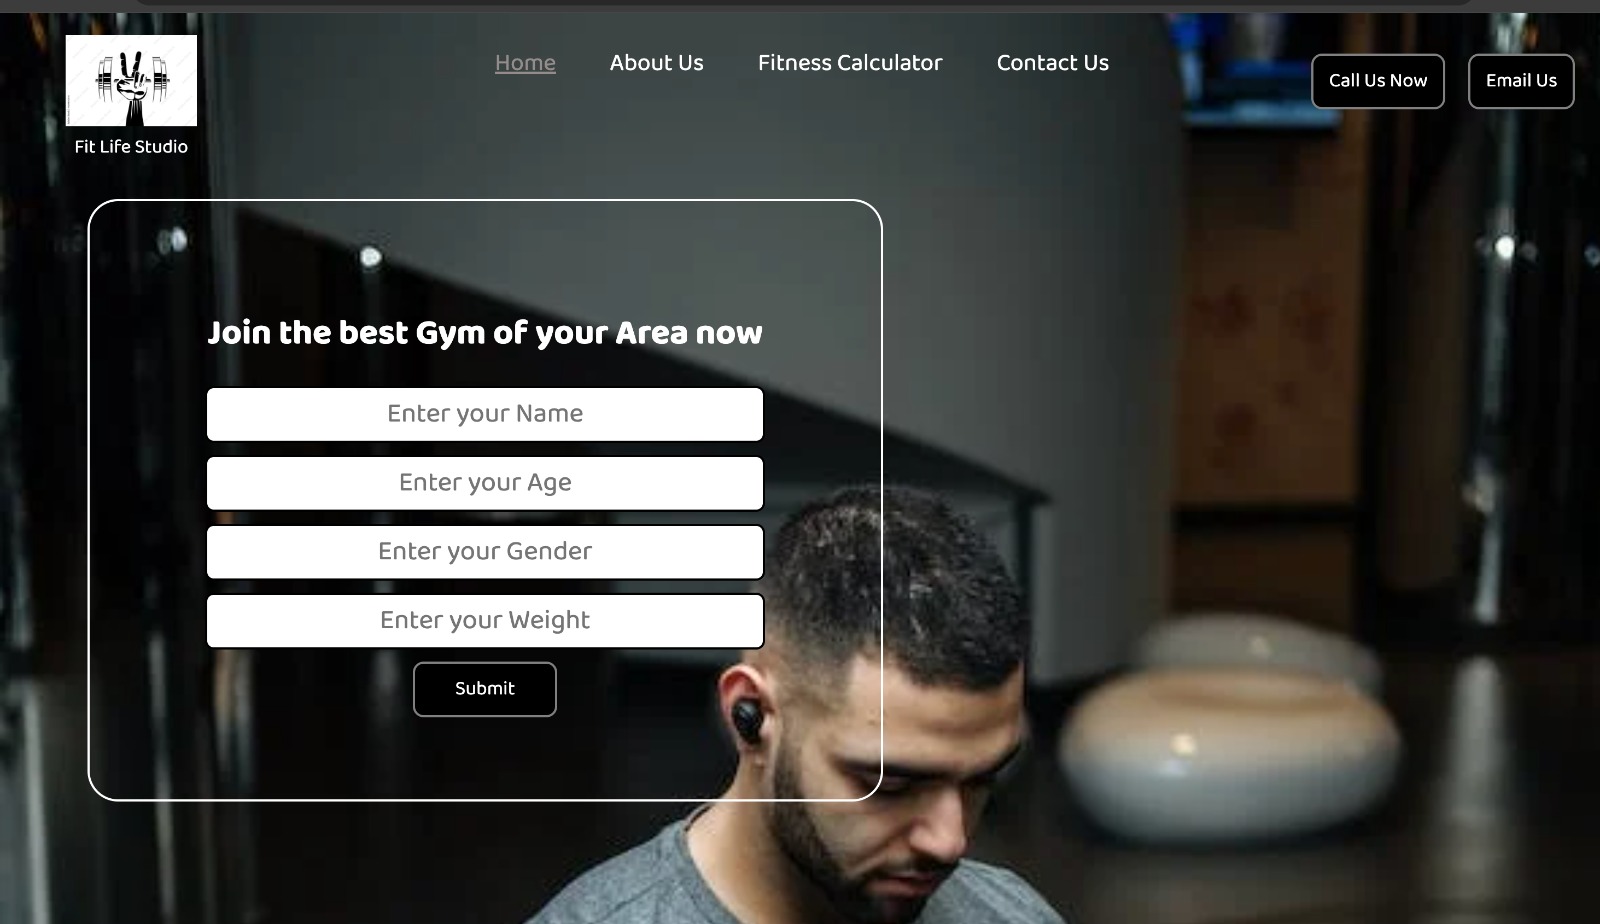 Home
About Us
Fitness Calculator
Contact Us
Call Us Now
Email Us
Fit Life Studio
Join the best Gym of your Area now
Enter your Name
Enter your Age
Enter your Gender
Enter your Weight
Submit